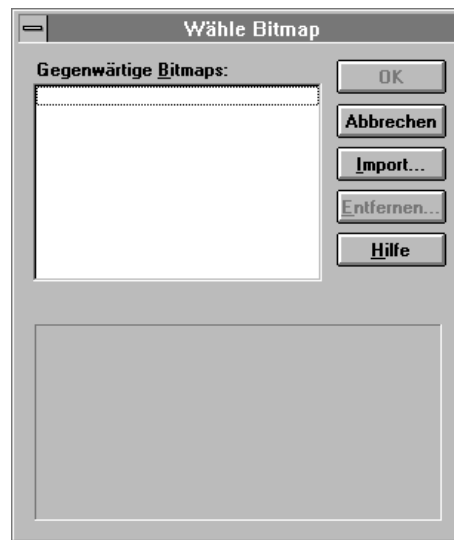 Wähle Bitmap
Gegenwärtige Bitmaps:
OK
Abbrechen
Import...
Entfernen...
Hilfe